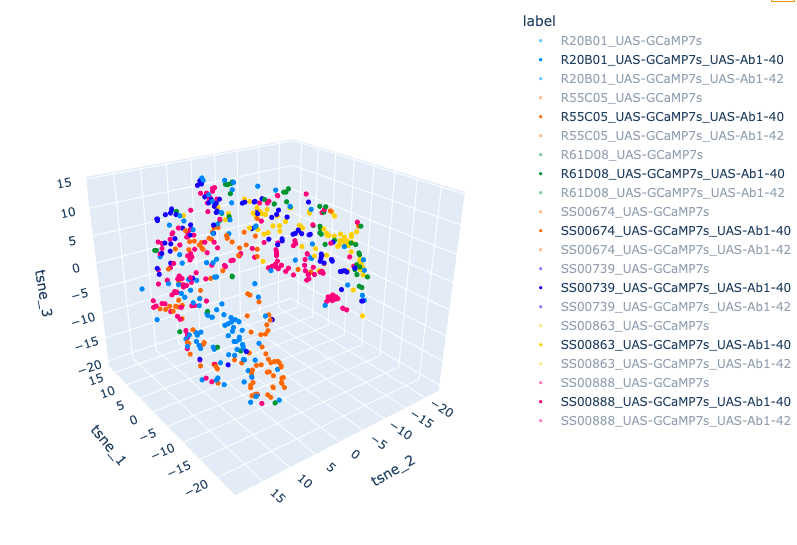 label
R20B01_UAS-GCaMP7s
R20B01_UAS-GCaMP7s_UAS-Ab1-40
R20B01_UAS-GCaMP7s_UAS-Ab1-42
R55C05_UAS-GCaMP7s
R55C05_UAS-GCaMP7s_UAS-Ab1-40
R55C05_UAS-GCaMP7s_UAS-Ab1-42
R61D08_UAS-GCaMP7s
R61D08_UAS-GCaMP7s_UAS-Ab1-40
R61D08_UAS-GCaMP7s_UAS-Ab1-42
SS00674_UAS-GCaMP7s
SS00674_UAS-GCaMP7s_UAS-Ab1-40
SS00674_UAS-GCaMP7s_UAS-Ab1-42
SS00739_UAS-GCaMP7s
SS00739_UAS-GCaMP7s_UAS-Ab1-40
SS00739_UAS-GCaMP7s_UAS-Ab1-42
SS00863_UAS-GCaMP7s
SS00863_UAS-GCaMP7s_UAS-Ab1-40
SS00863_UAS-GCaMP7s_UAS-Ab1-42
SS00888_UAS-GCaMP7s
SS00888_UAS-GCaMP7s_UAS-Ab1-40
SS00888_UAS-GCaMP7s_UAS-Ab1-42
15
10
5
0
−5
−10
−15
−20
tsne_3
15
10
5
0
−5
−10
−15
−20
tsne_1
15
10
5
0
−5
−10
−15
−20
tsne_2